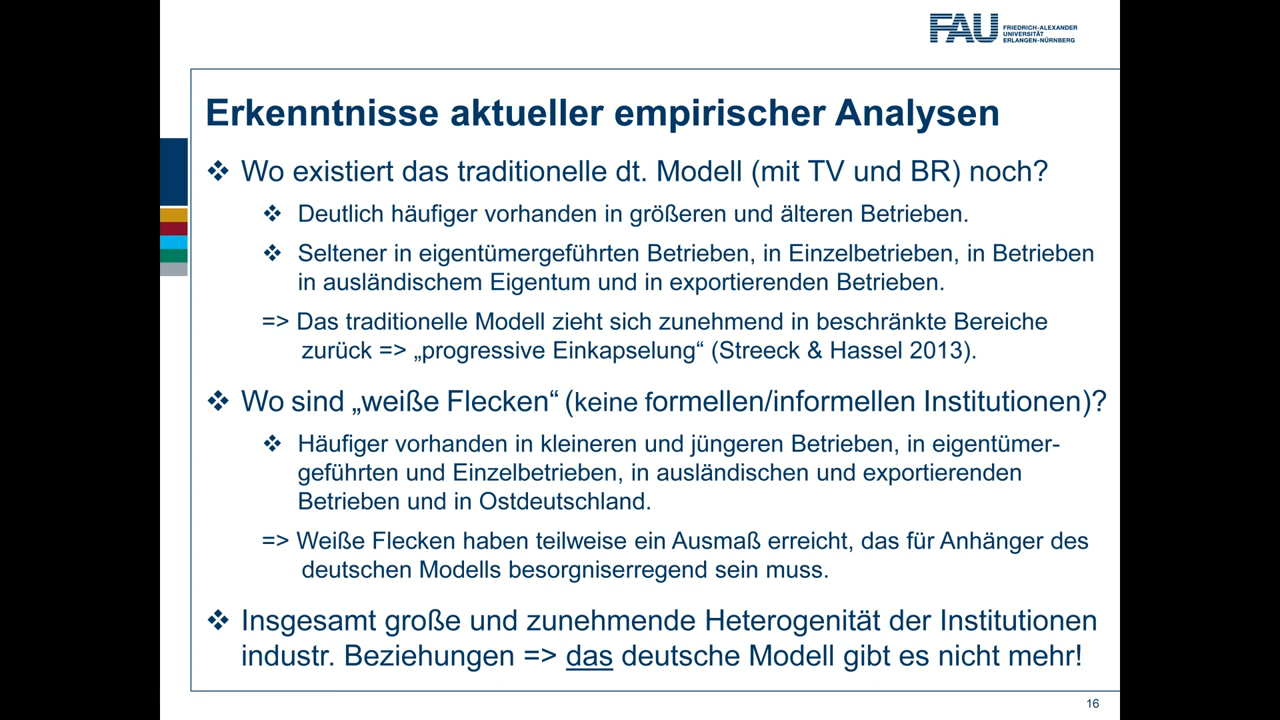 FAU FRIEDRICH-ALEXANDER
UNIVERSITÄT
ERLANGEN-NÜRNBERG
Erkenntnisse aktueller empirischer Analysen
❖ Wo existiert das traditionelle dt. Modell (mit TV und BR) noch?
❖ Deutlich häufiger vorhanden in größeren und älteren Betrieben.
❖ Seltener in eigentümergeführten Betrieben, in Einzelbetrieben, in Betrieben
in ausländischem Eigentum und in exportierenden Betrieben.
=> Das traditionelle Modell zieht sich zunehmend in beschränkte Bereiche
zurück => „progressive Einkapselung“ (Streeck & Hassel 2013).
❖ Wo sind „weiße Flecken“ (keine formellen/informellen Institutionen)?
❖ Häufiger vorhanden in kleineren und jüngeren Betrieben, in eigentümer-
geführten und Einzelbetrieben, in ausländischen und exportierenden
Betrieben und in Ostdeutschland.
=> Weiße Flecken haben teilweise ein Ausmaß erreicht, das für Anhänger des
deutschen Modells besorgniserregend sein muss.
❖ Insgesamt große und zunehmende Heterogenität der Institutionen
industr. Beziehungen => das deutsche Modell gibt es nicht mehr!
16